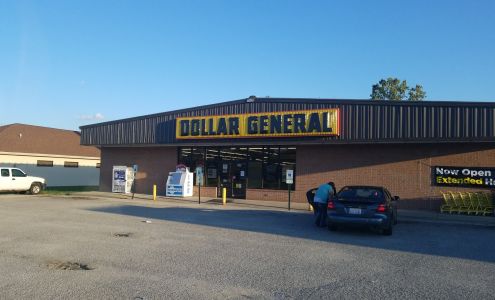 DOLLAR GENERAL
Now Open
Extended H